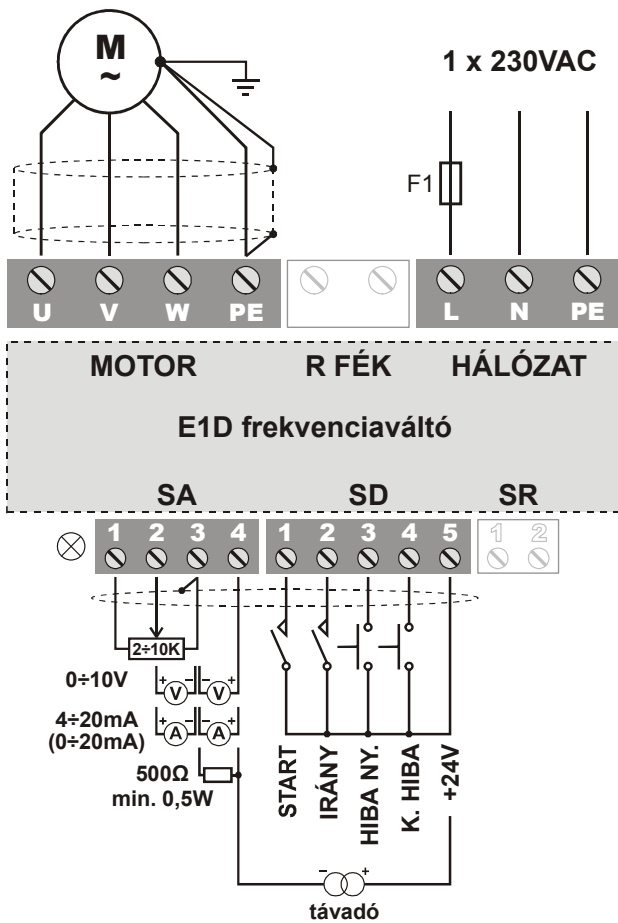 M
~
1 x 230VAC
F1
U V W PE
L N PE
MOTOR R FÉK HÁLÓZAT
E1D frekvenciaváltó
SA SD SR
1 2 3 4 1 2 3 4 5 1 2
2÷10K
0÷10V + V − − V +
4÷20mA + A − − A +
(0÷20mA)
500Ω
min. 0,5W
START
IRÁNY
HIBA NY.
K. HIBA
+24V
− +
távadó